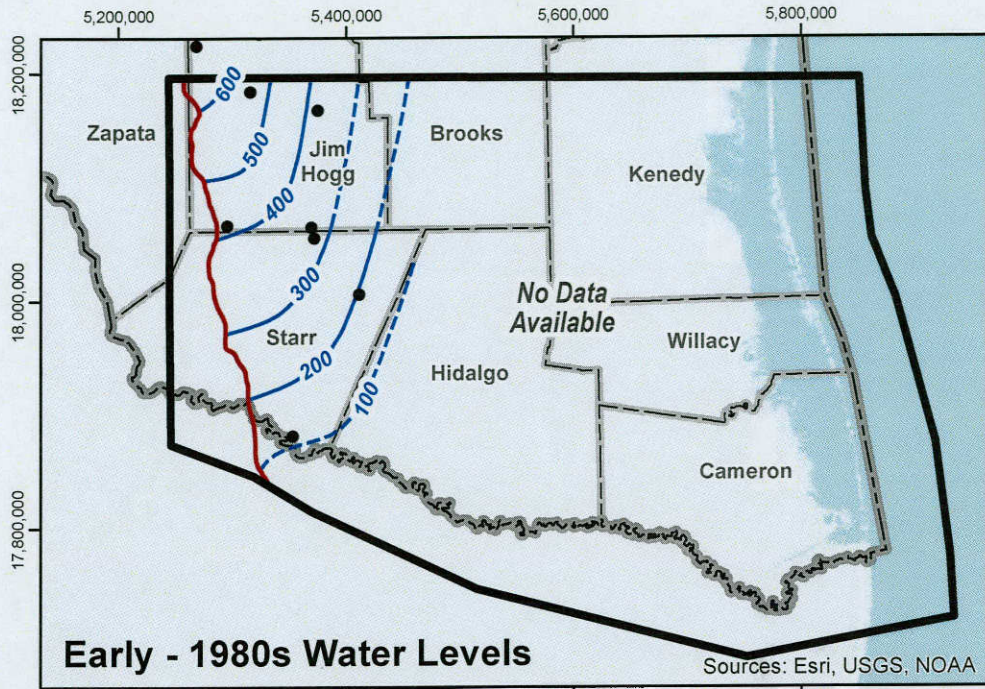 5,200,000
5,400,000
5,600,000
5,800,000
18,200,000
18,000,000
17,800,000
Zapata
600
500
400
300
200
100
Jim
Hogg
Brooks
Kenedy
No Data
Available
Starr
Hidalgo
Willacy
Cameron
Early - 1980s Water Levels
Sources: Esri, USGS, NOAA